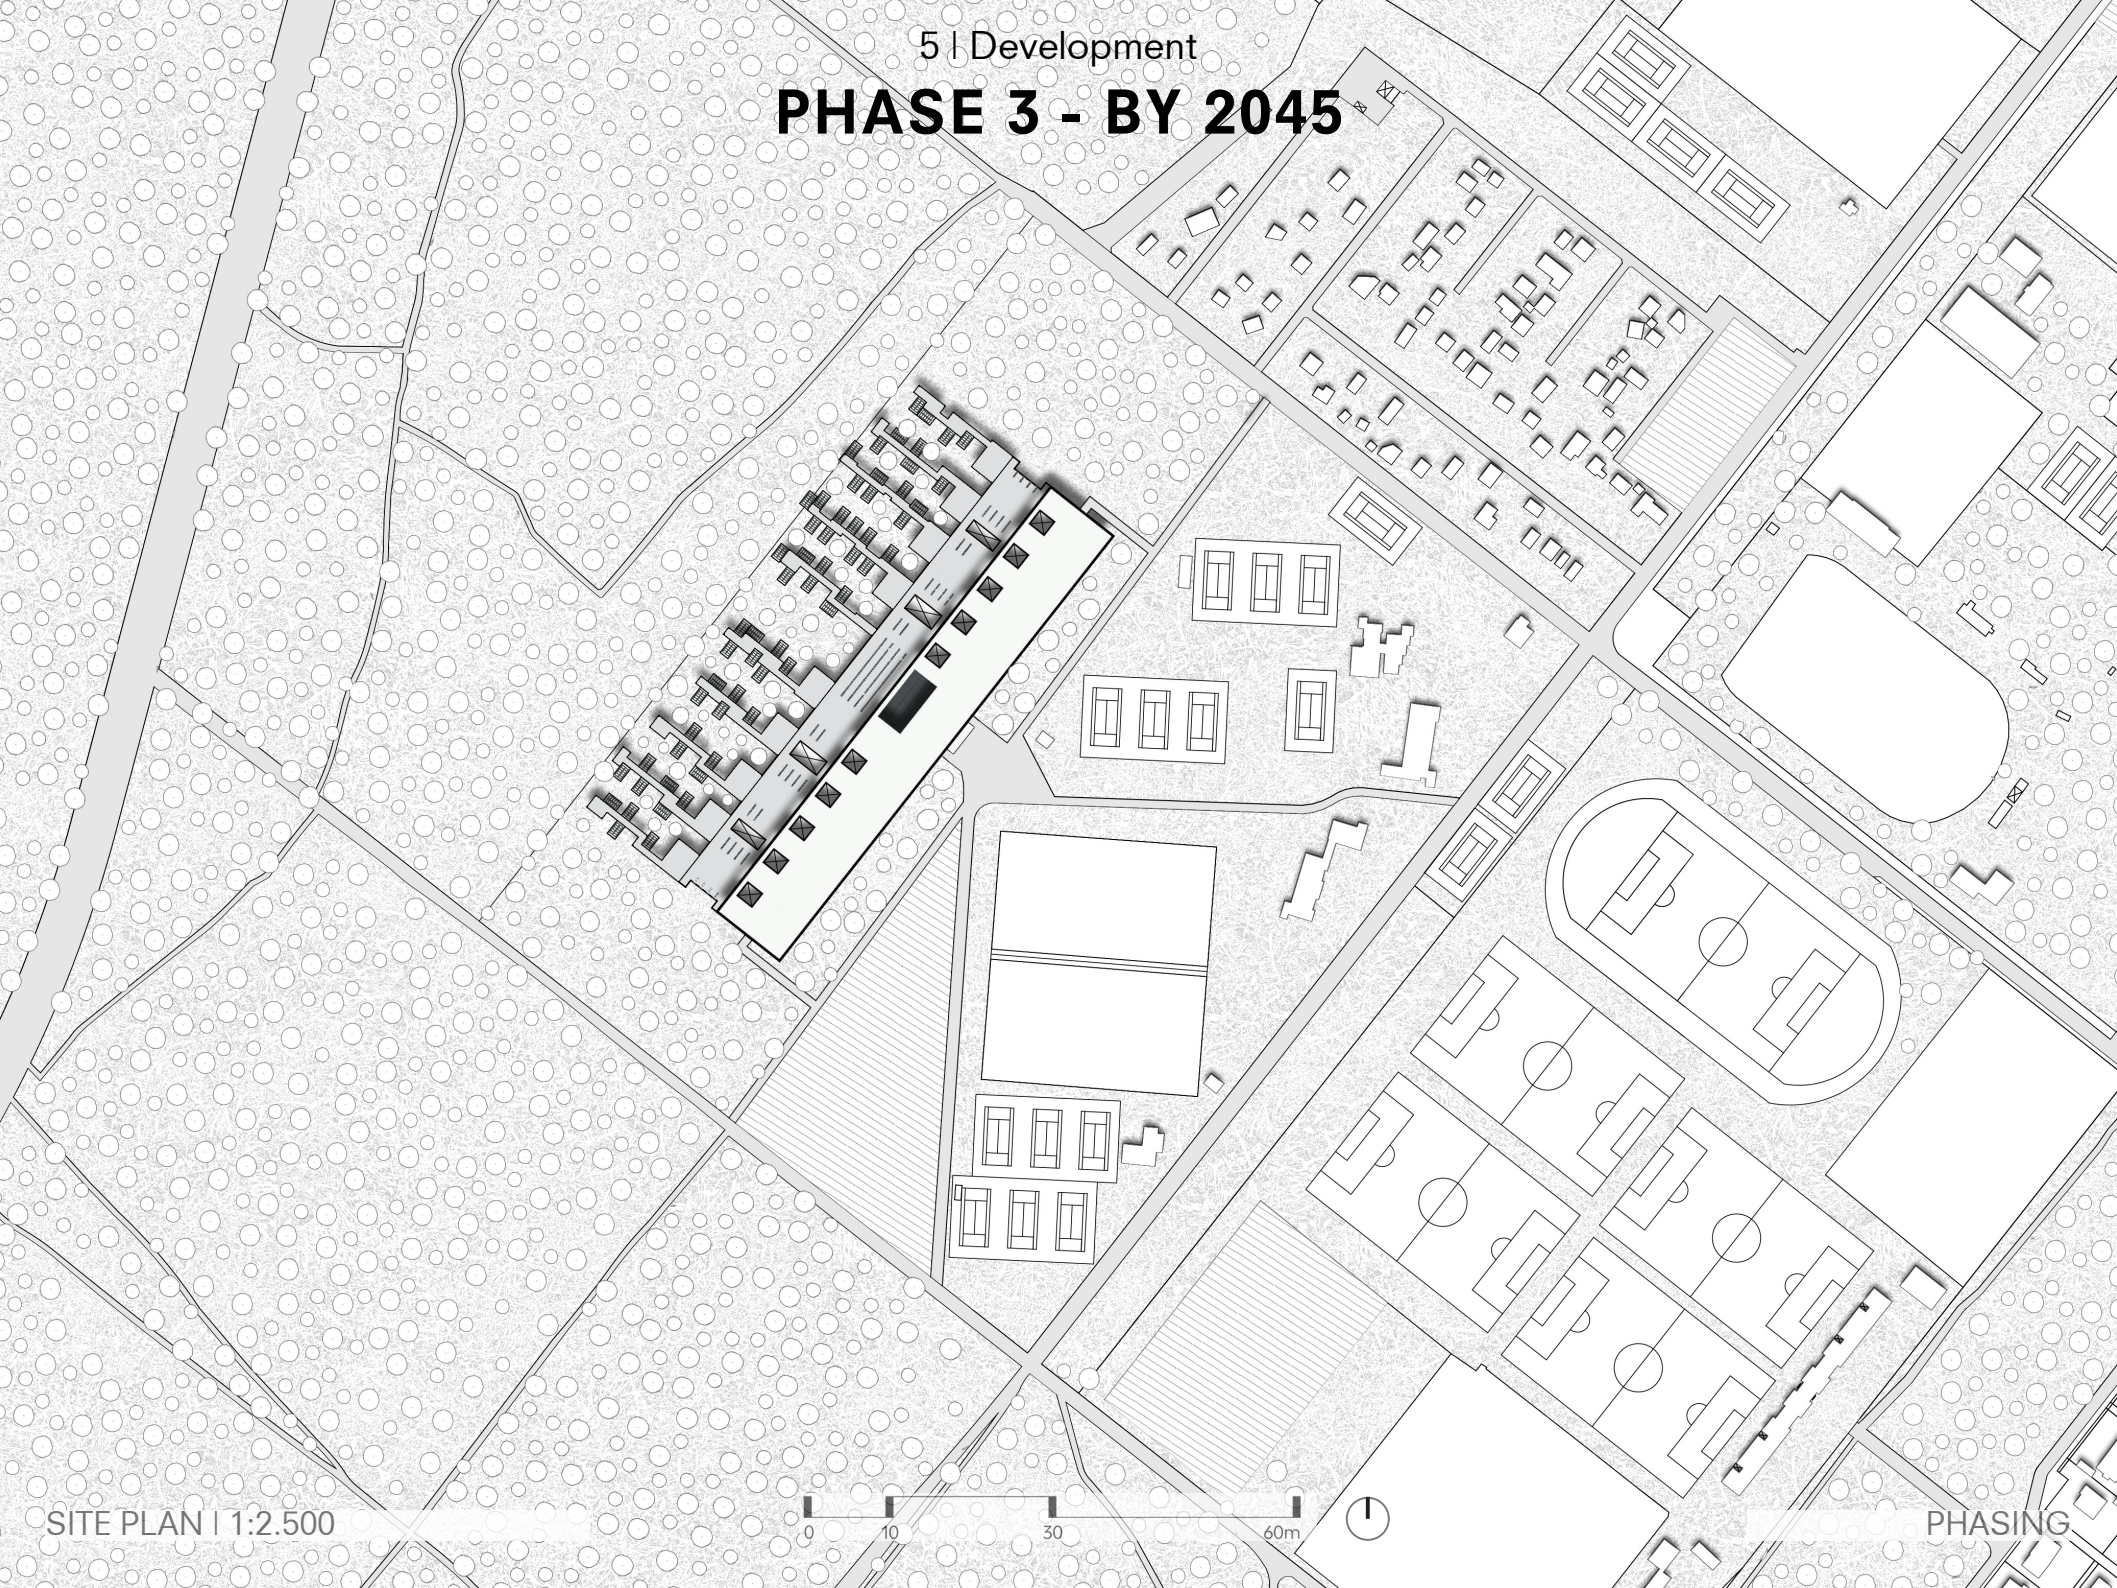 5 | Development
PHASE 3 - BY 2045
0 10 30 60m
SITE PLAN | 1:2.500
PHASING